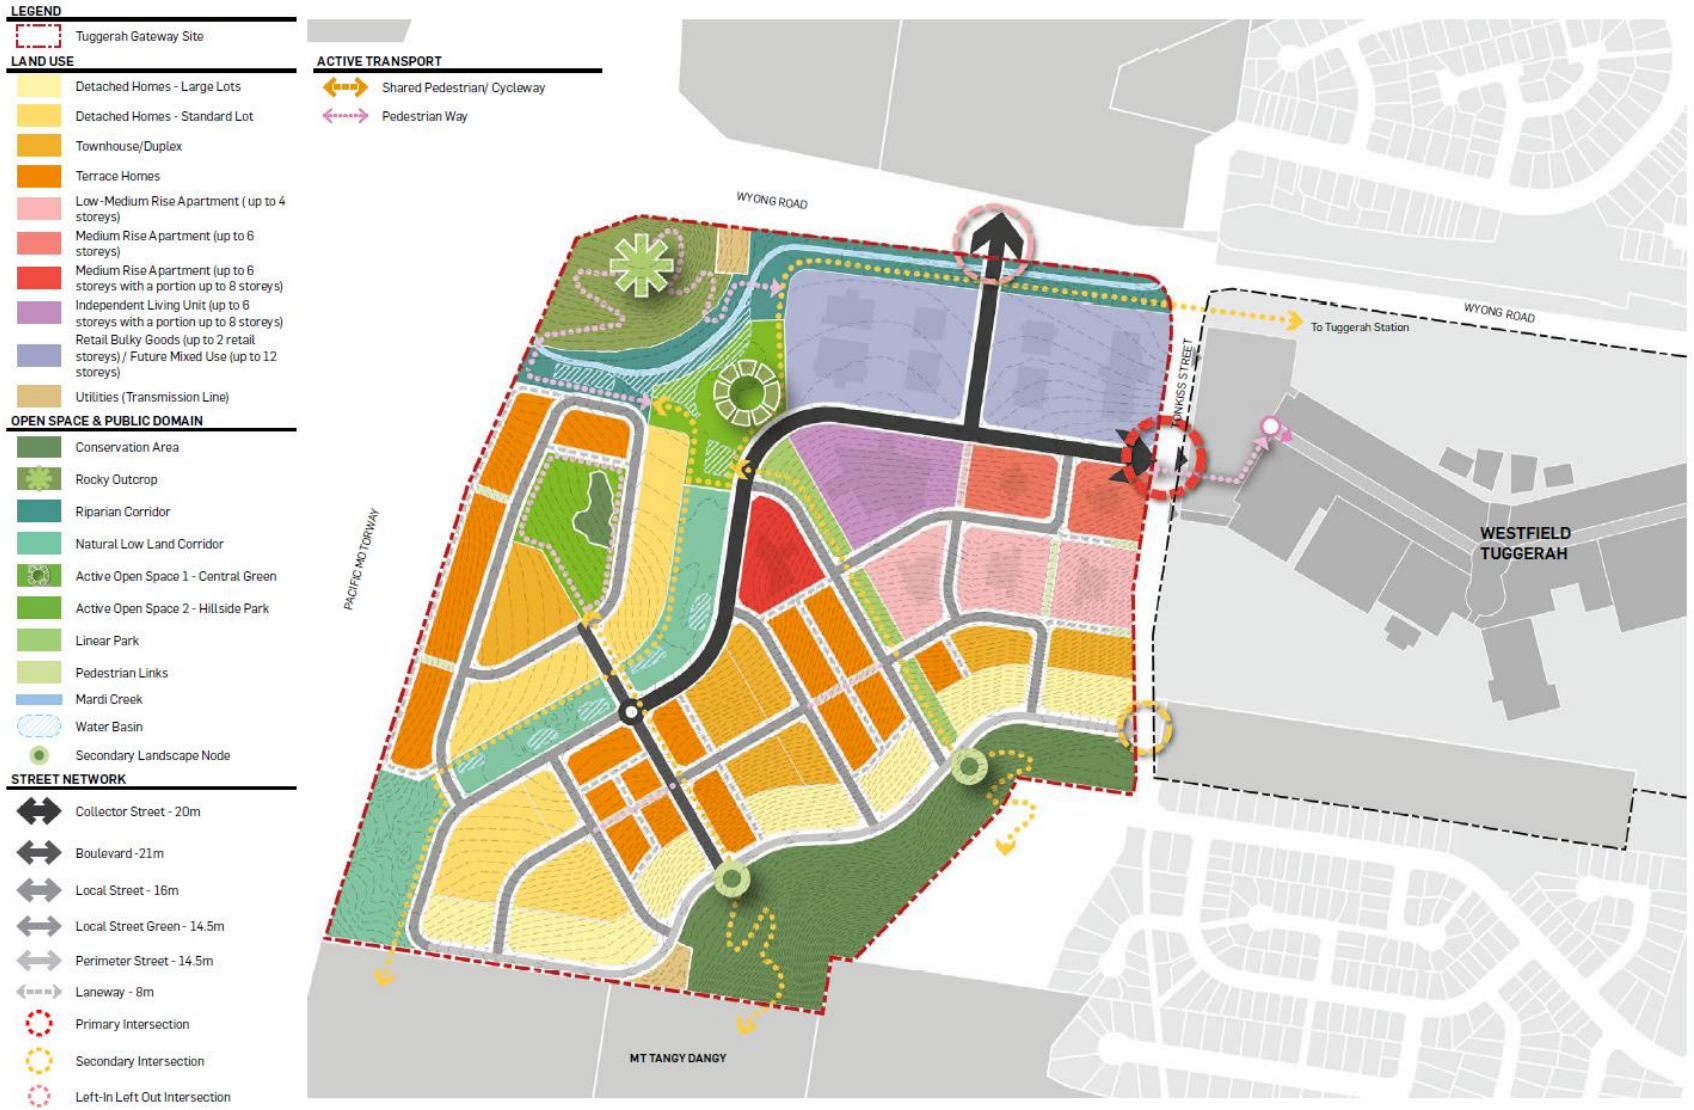 LEGEND
Tuggerah Gateway Site
LAND USE
Detached Homes - Large Lots
Detached Homes - Standard Lot
Townhouse/Duplex
Terrace Homes
Low-Medium Rise Apartment ( up to 4
storeys)
Medium Rise Apartment (up to 6
storeys)
Medium Rise Apartment (up to 6
storeys with a portion up to 8 storeys)
Independent Living Unit (up to 6
storeys with a portion up to 8 storeys)
Retail Bulky Goods (up to 2 retail
storeys) / Future Mixed Use (up to 12
storeys)
Utilities (Transmission Line)
OPEN SPACE & PUBLIC DOMAIN
Conservation Area
Rocky Outcrop
Riparian Corridor
Natural Low Land Corridor
Active Open Space 1 - Central Green
Active Open Space 2 - Hillside Park
Linear Park
Pedestrian Links
Mardi Creek
Water Basin
Secondary Landscape Node
STREET NETWORK
Collector Street - 20m
Boulevard -21m
Local Street - 16m
Local Street Green - 14.5m
Perimeter Street - 14.5m
Laneway - 8m
Primary Intersection
Secondary Intersection
Left-In Left Out Intersection
ACTIVE TRANSPORT
Shared Pedestrian/ Cycleway
Pedestrian Way
WYONG ROAD
WYONG ROAD
To Tuggerah Station
STREET
PACIFIC MOTORWAY
WESTFIELD
TUGGERAH
MT TANGY DANGY